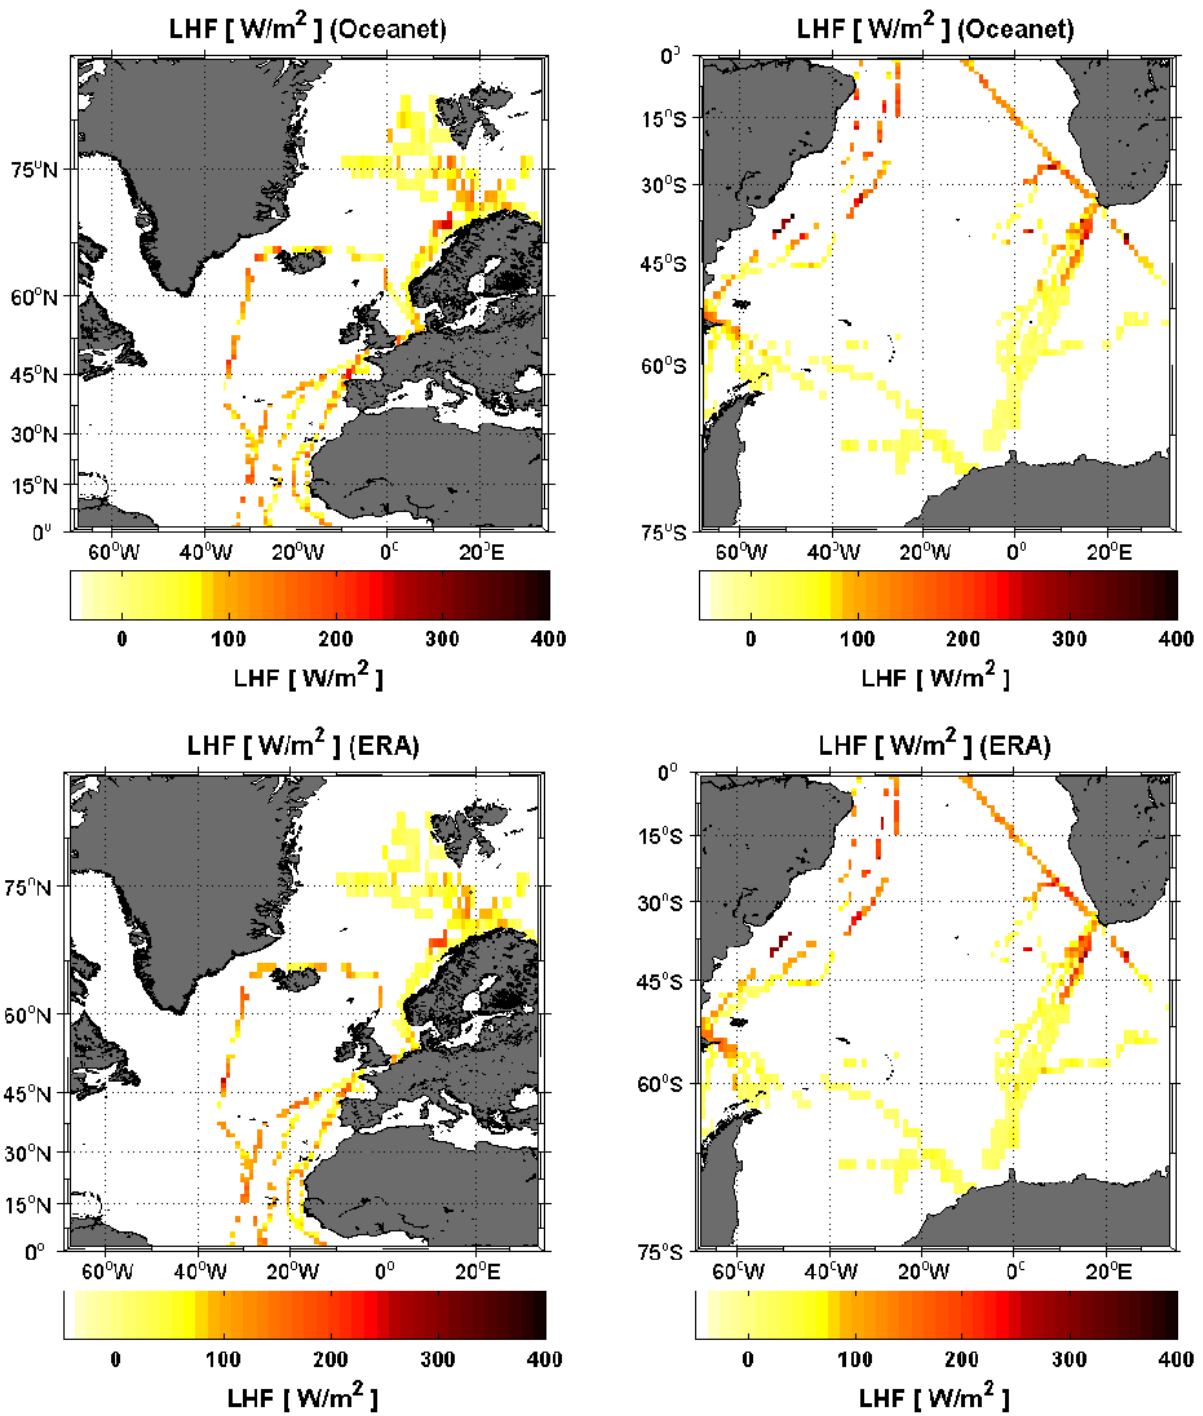 LHF [ W/m² ] (Oceanet)
75°N
60°N
45°N
30°N
15°N
0°
60°W 40°W 20°W 0° 20°E
0 100 200 300 400
LHF [ W/m² ]
LHF [ W/m² ] (Oceanet)
0°
15°S
30°S
45°S
60°S
75°S
60°W 40°W 20°W 0° 20°E
0 100 200 300 400
LHF [ W/m² ]
LHF [ W/m² ] (ERA)
75°N
60°N
45°N
30°N
15°N
0°
60°W 40°W 20°W 0° 20°E
0 100 200 300 400
LHF [ W/m² ]
LHF [ W/m² ] (ERA)
0°
15°S
30°S
45°S
60°S
75°S
60°W 40°W 20°W 0° 20°E
0 100 200 300 400
LHF [ W/m² ]